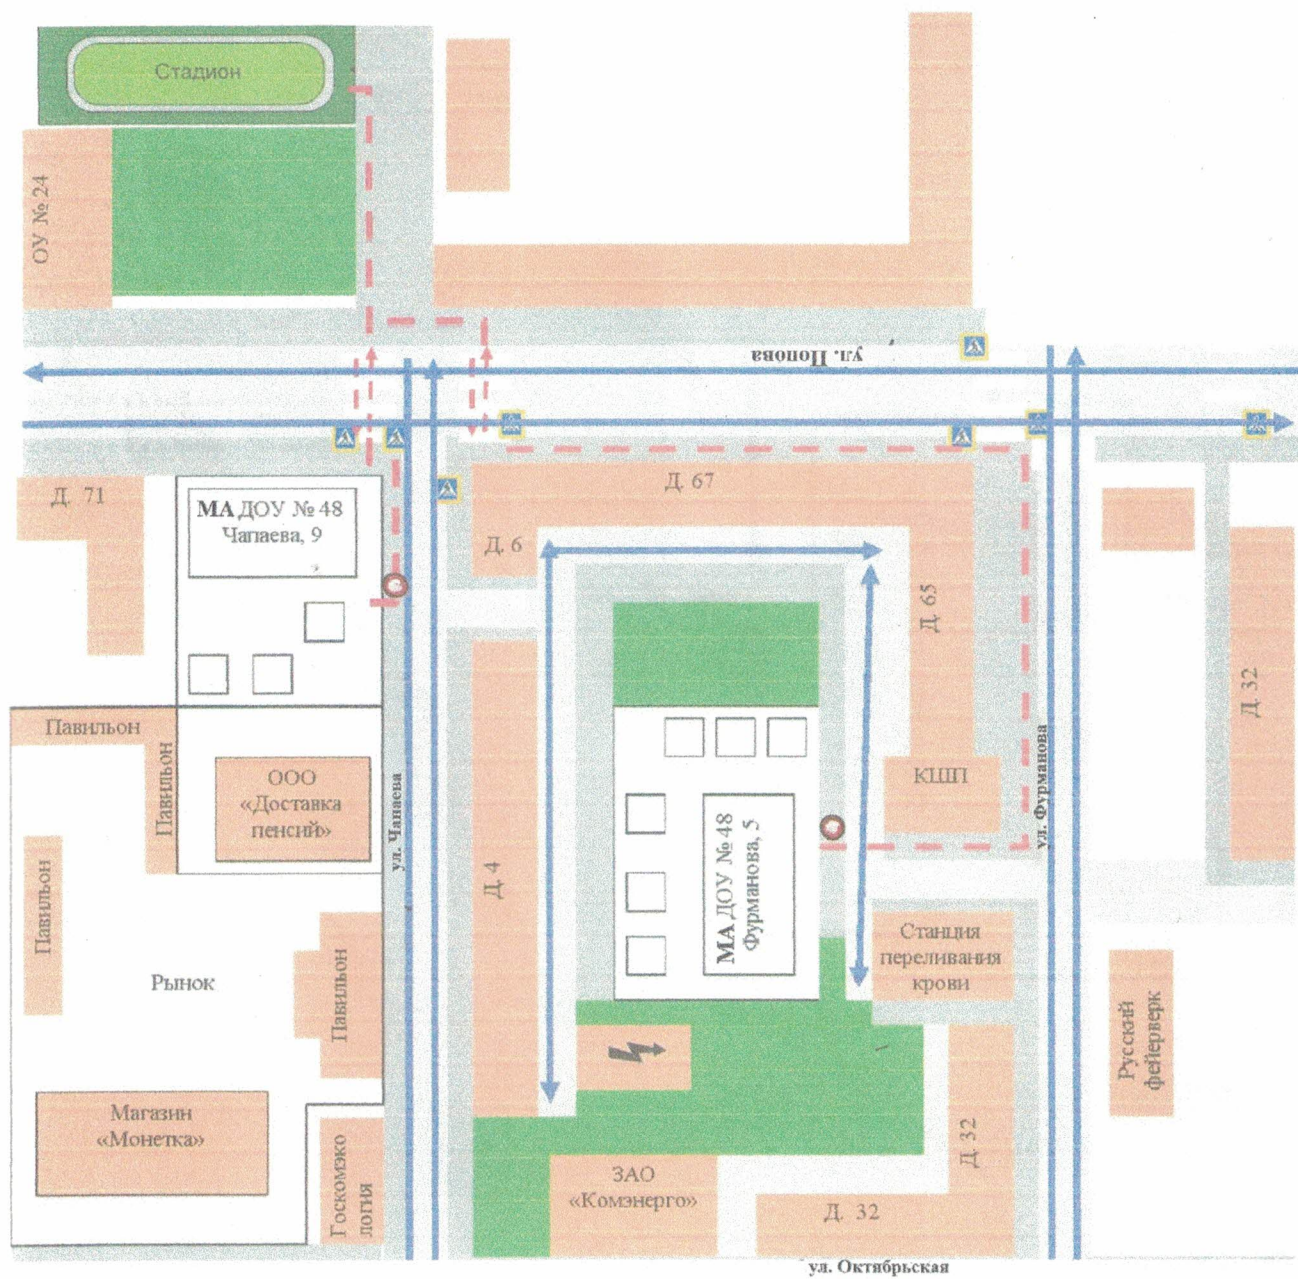 Стадион
ОУ № 24
ул. Попова
Д. 71
МА ДОУ № 48
Чапаева, 9
Д. 67
Д. 6
Д. 65
Д. 32
Павильон
Павильон
ООО
«Доставка
пенсий»
ул. Чапаева
Д. 4
КШП
ул. Фурманова
МА ДОУ № 48
Фурманова, 5
Павильон
Рынок
Павильон
Станция
переливания
крови
Русский
фейерверк
Магазин
«Монетка»
Госкомэко
логия
ЗАО
«Комэнерго»
Д. 32
Д. 32
ул. Октябрьская